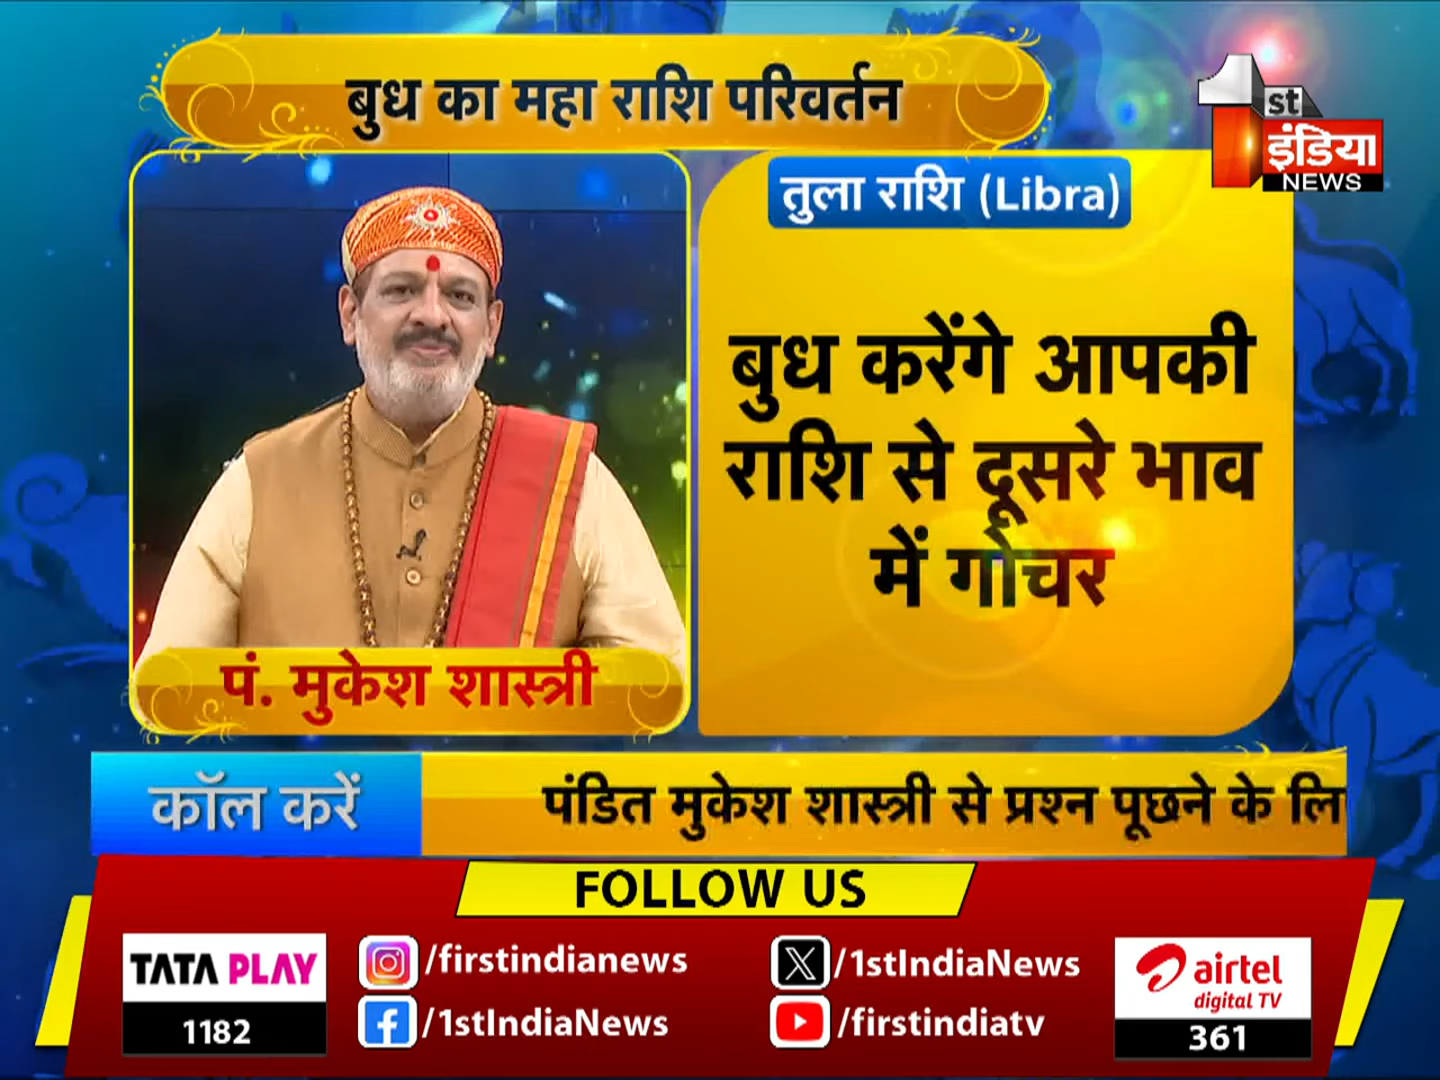 बुध का महा राशि परिवर्तन
1st
इंडिया
NEWS
तुला राशि (Libra)
बुध करेंगे आपकी
राशि से दूसरे भाव
में गोचर
पं. मुकेश शास्त्री
कॉल करें
पंडित मुकेश शास्त्री से प्रश्न पूछने के
FOLLOW US
TATA PLAY
1182
/firstindianews
/1stIndiaNews
/1stIndiaNews
/firstindiatv
airtel
digital TV
361